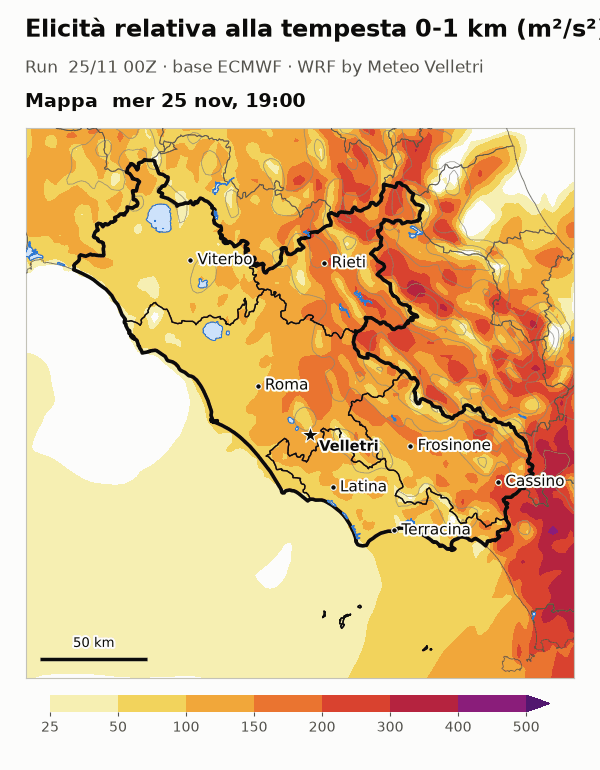 Elicità relativa alla tempesta 0-1 km (m²/s²)
Run  25/11 00Z · base ECMWF · WRF by Meteo Velletri
Mappa  mer 25 nov, 19:00
Viterbo
Rieti
Roma
Velletri
Frosinone
Latina
Cassino
Terracina
50 km
25 50 100 150 200 300 400 500